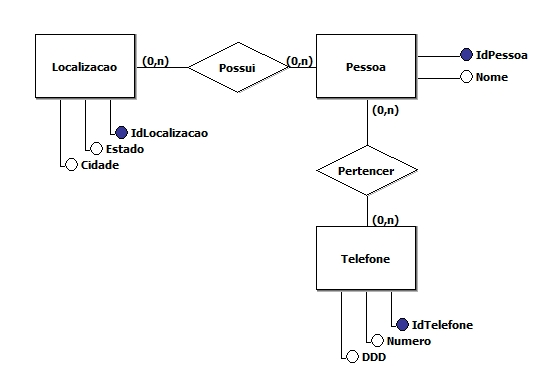 Localizacao
(0,n)
Possui
(0,n)
Pessoa
IdPessoa
Nome
(0,n)
IdLocalizacao
Estado
Cidade
Pertencer
(0,n)
Telefone
IdTelefone
Numero
DDD